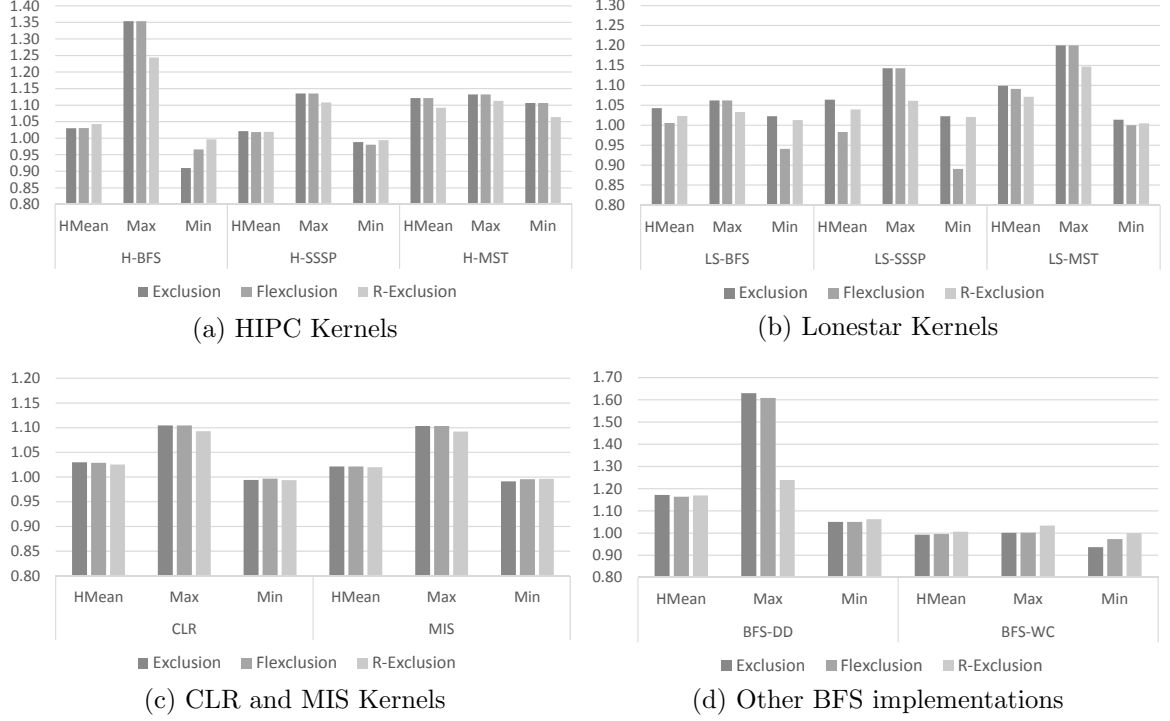 1.40
1.35
1.30
1.25
1.20
1.15
1.10
1.05
1.00
0.95
0.90
0.85
0.80
HMean Max Min HMean Max Min HMean Max Min
H-BFS H-SSSP H-MST
Exclusion Flexclusion R-Exclusion
(a) HIPC Kernels
1.30
1.25
1.20
1.15
1.10
1.05
1.00
0.95
0.90
0.85
0.80
HMean Max Min HMean Max Min HMean Max Min
LS-BFS LS-SSSP LS-MST
Exclusion Flexclusion R-Exclusion
(b) Lonestar Kernels
1.20
1.15
1.10
1.05
1.00
0.95
0.90
0.85
0.80
HMean Max Min HMean Max Min
CLR MIS
Exclusion Flexclusion R-Exclusion
(c) CLR and MIS Kernels
1.70
1.60
1.50
1.40
1.30
1.20
1.10
1.00
0.90
0.80
HMean Max Min HMean Max Min
BFS-DD BFS-WC
Exclusion Flexclusion R-Exclusion
(d) Other BFS implementations